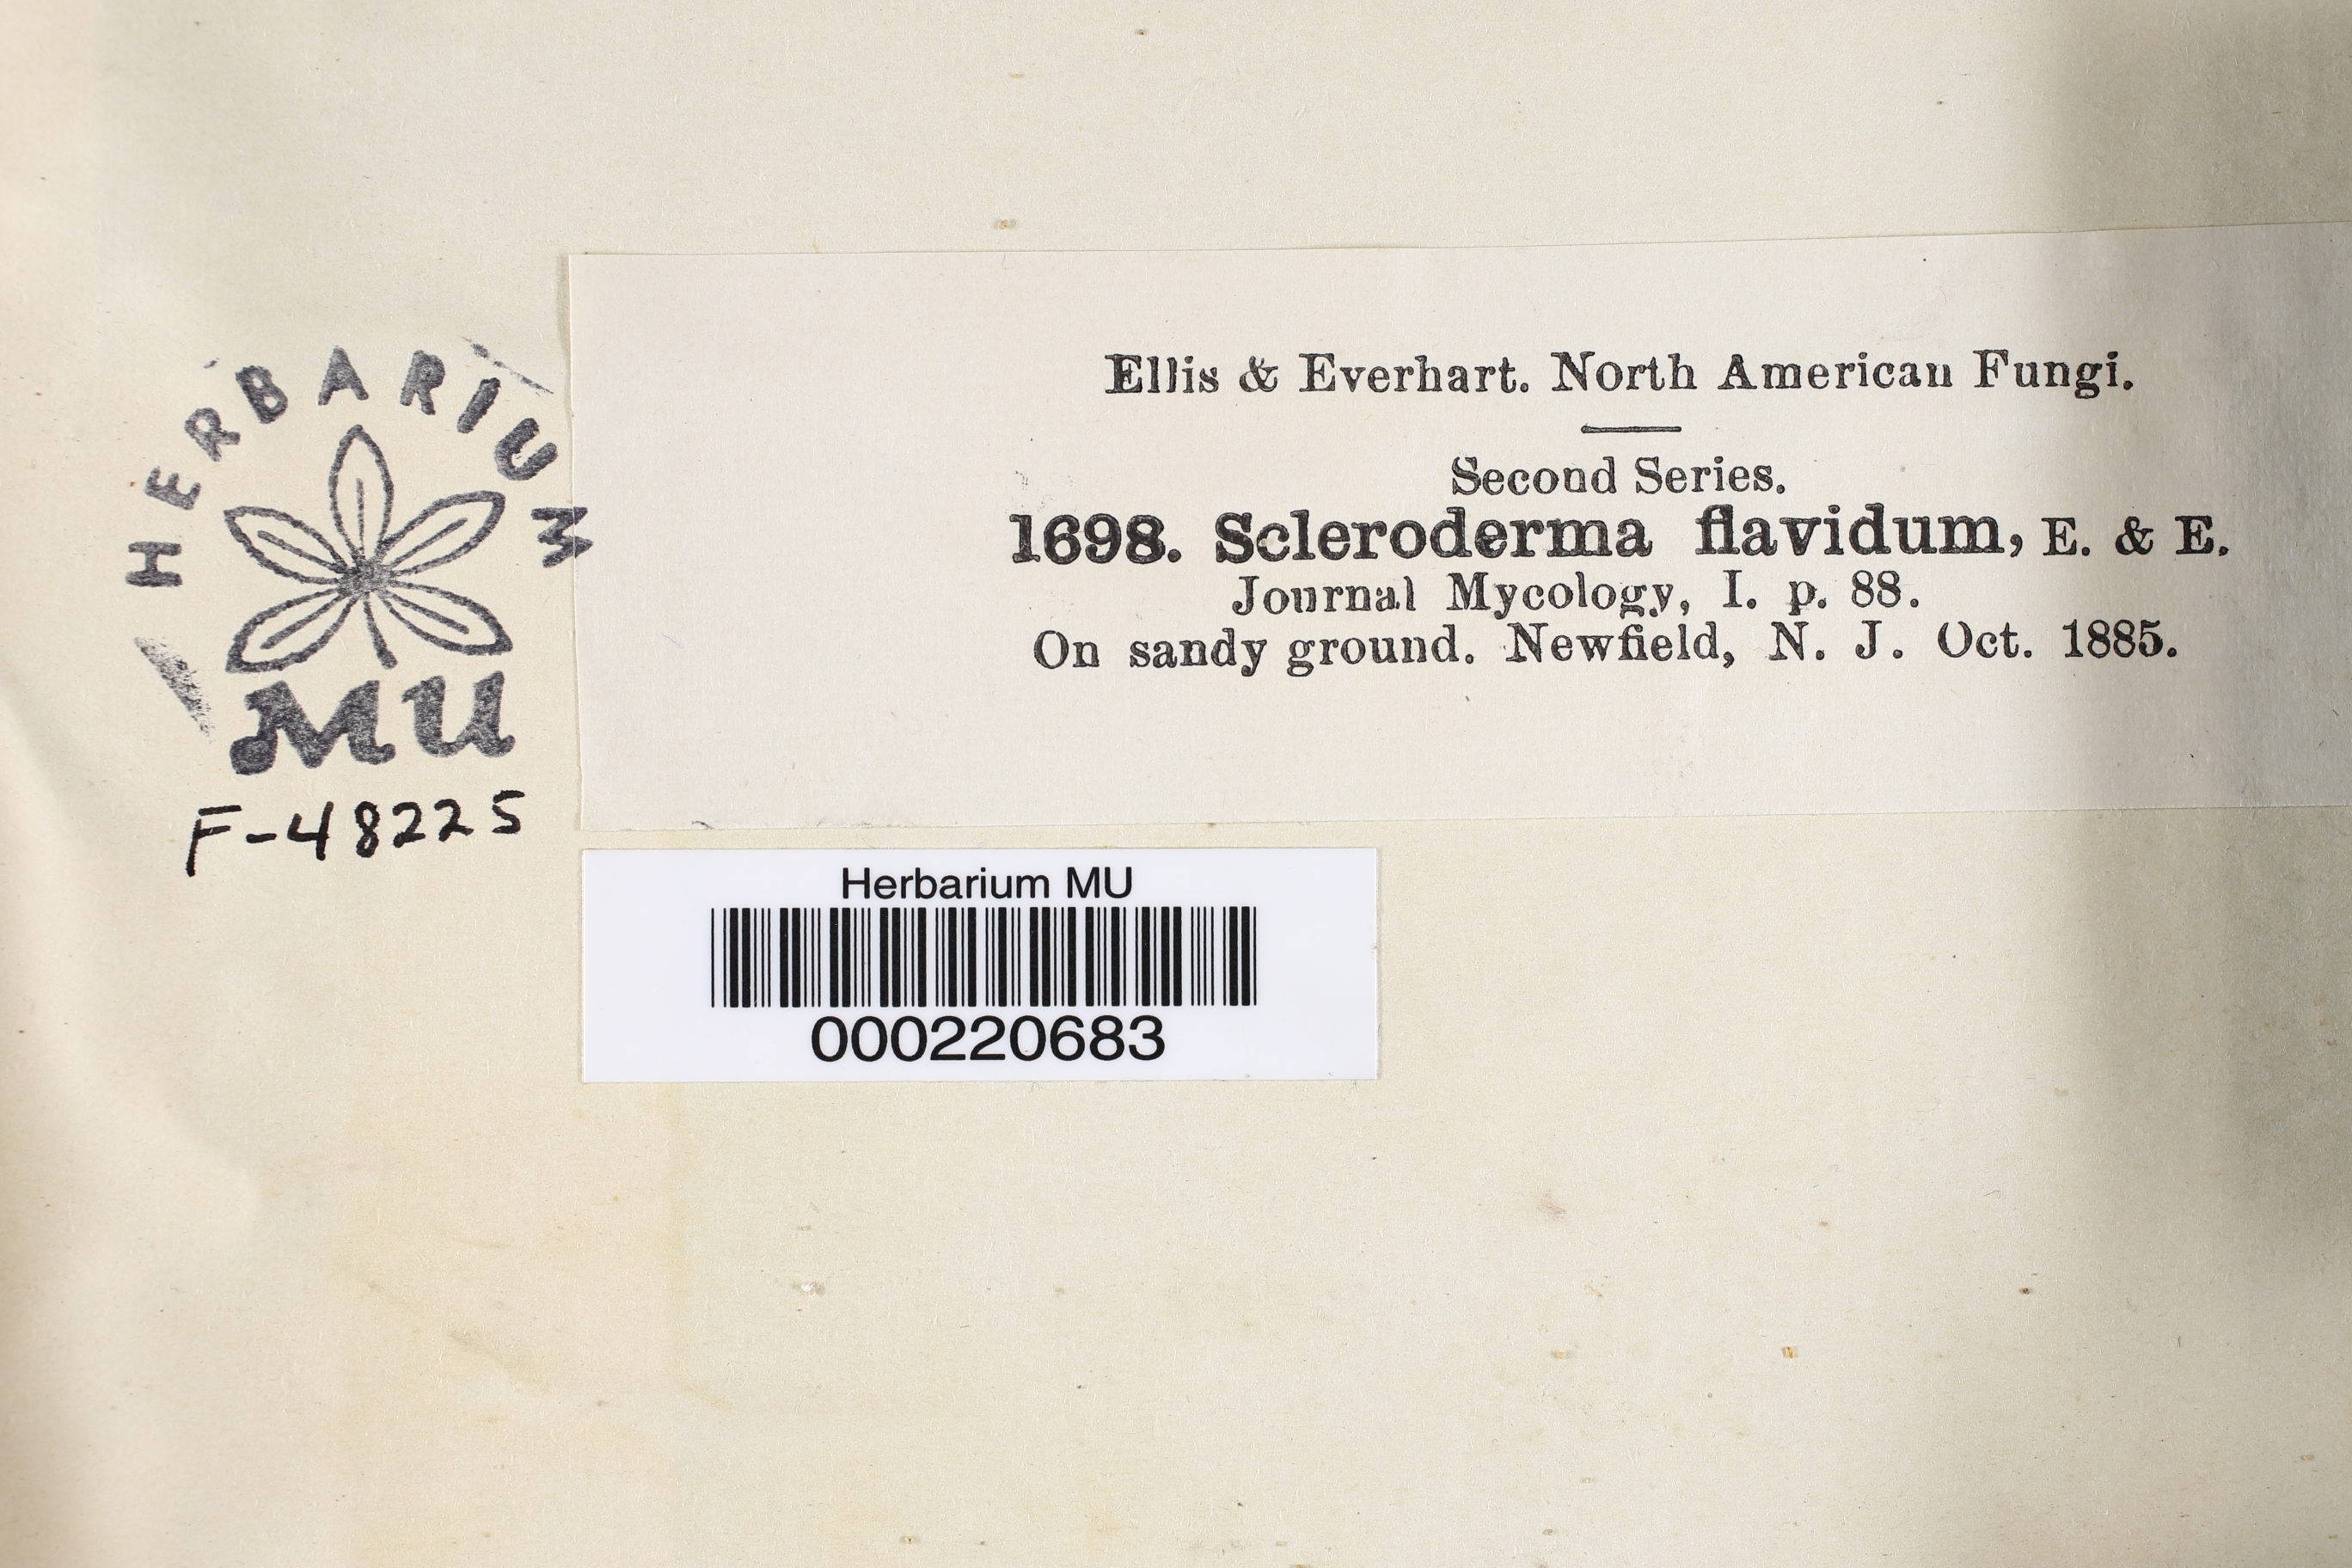 HERBARIUM
MU
F-48225
Ellis & Everhart. North American Fungi.
Second Series.
1698. Scleroderma flavidum, E. & E.
Journal Mycology, I. p. 88.
On sandy ground. Newfield, N. J. Oct. 1885.
Herbarium MU
000220683